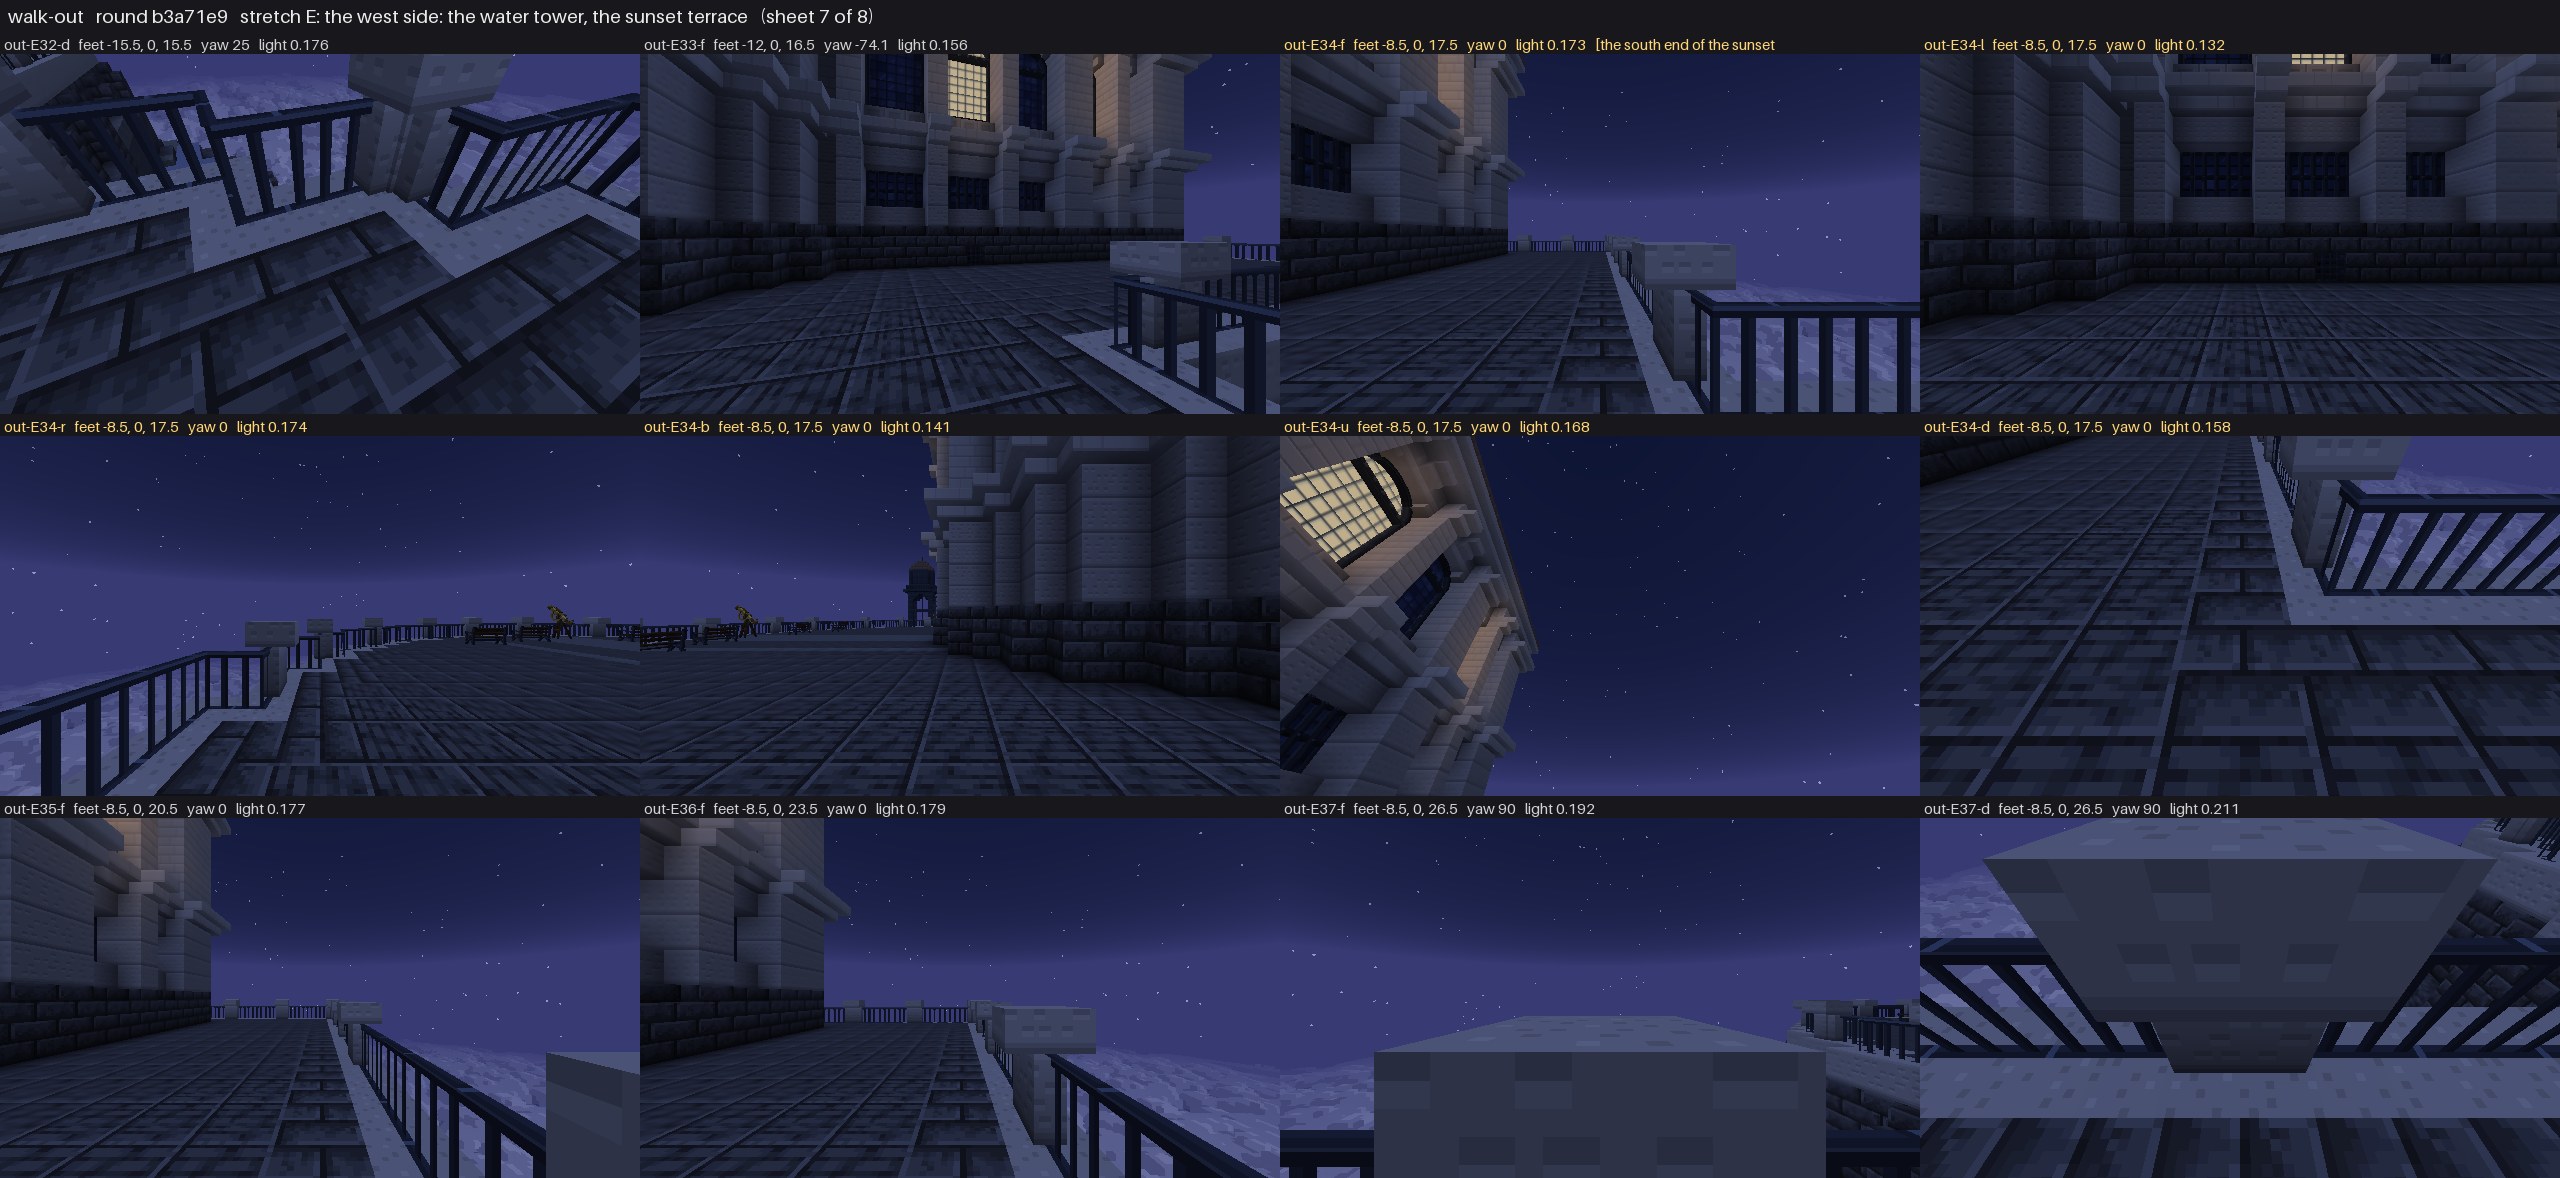 walk-out round b3a71e9 stretch E: the west side: the water tower, the sunset terrace (sheet 7 of 8)
out-E32-d feet -15.5, 0, 15.5 yaw 25 light 0.176
out-E33-f feet -12, 0, 16.5 yaw -74.1 light 0.156
out-E34-f feet -8.5, 0, 17.5 yaw 0 light 0.173 [the south end of the sunset
out-E34-l feet -8.5, 0, 17.5 yaw 0 light 0.132
out-E34-r feet -8.5, 0, 17.5 yaw 0 light 0.174
out-E34-b feet -8.5, 0, 17.5 yaw 0 light 0.141
out-E34-u feet -8.5, 0, 17.5 yaw 0 light 0.168
out-E34-d feet -8.5, 0, 17.5 yaw 0 light 0.158
out-E35-f feet -8.5, 0, 20.5 yaw 0 light 0.177
out-E36-f feet -8.5, 0, 23.5 yaw 0 light 0.179
out-E37-f feet -8.5, 0, 26.5 yaw 90 light 0.192
out-E37-d feet -8.5, 0, 26.5 yaw 90 light 0.211